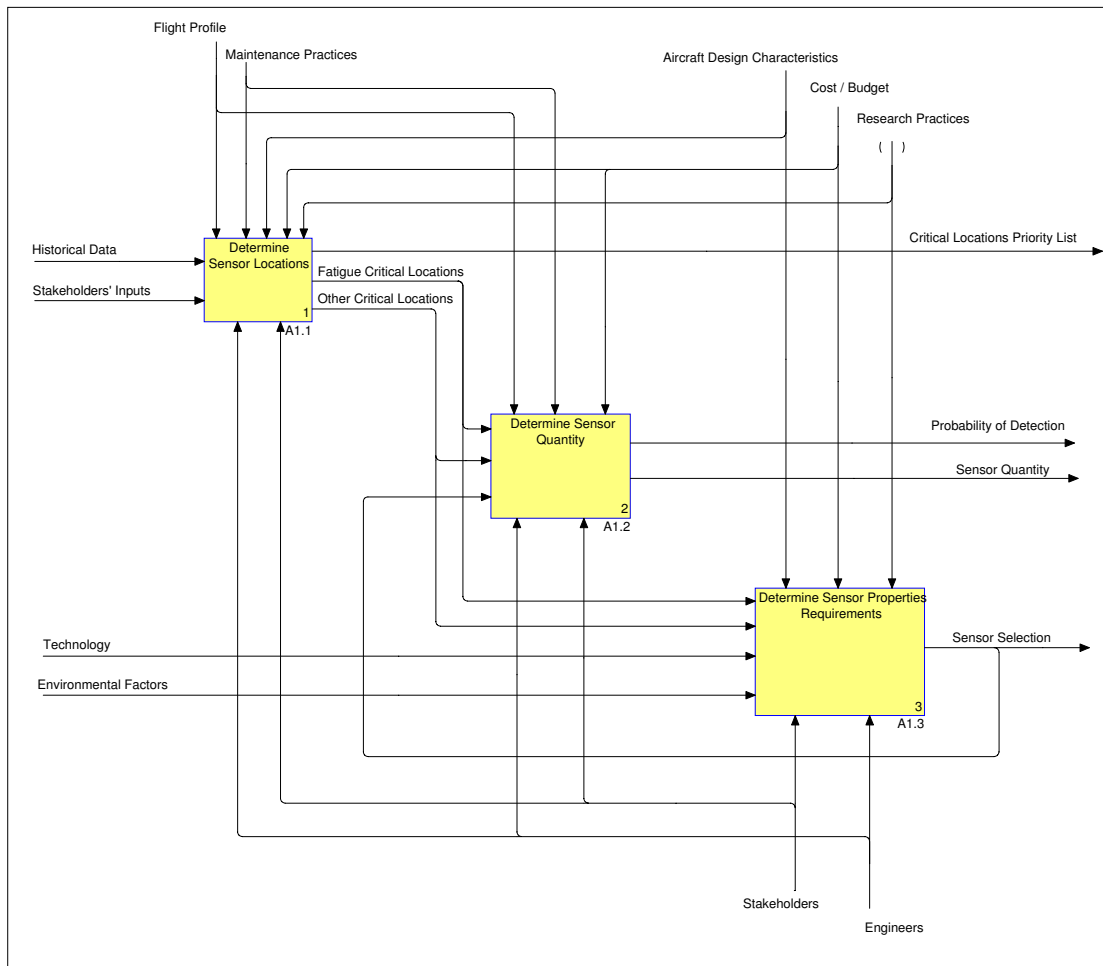 Flight Profile
Maintenance Practices
Aircraft Design Characteristics
Cost / Budget
Research Practices
( )
Historical Data
Stakeholders' Inputs
Determine
Sensor Locations
1
A1.1
Critical Locations Priority List
Fatigue Critical Locations
Other Critical Locations
Determine Sensor
Quantity
2
A1.2
Probability of Detection
Sensor Quantity
Determine Sensor Properties
Requirements
3
A1.3
Technology
Environmental Factors
Sensor Selection
Stakeholders
Engineers